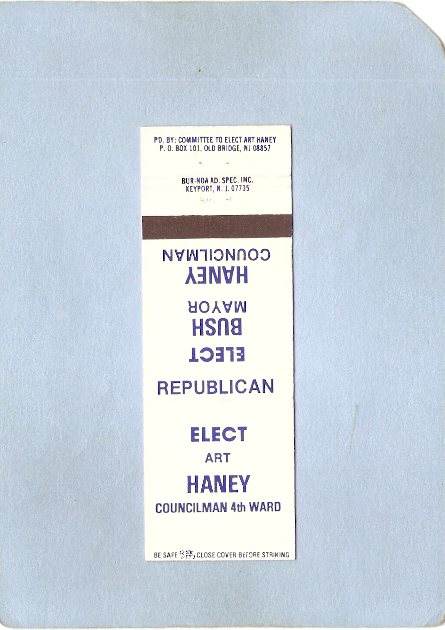 PD. BY: COMMITTEE TO ELECT ART HANEY
P. O. BOX 101, OLD BRIDGE, NJ 08857
BUR-NOA AD. SPEC. INC.
KEYPORT, N. J. 07735
COUNCILMAN
HANEY
MAYOR
BUSH
ELECT
REPUBLICAN
ELECT
ART
HANEY
COUNCILMAN 4th WARD
BE SAFE CLOSE COVER BEFORE STRIKING